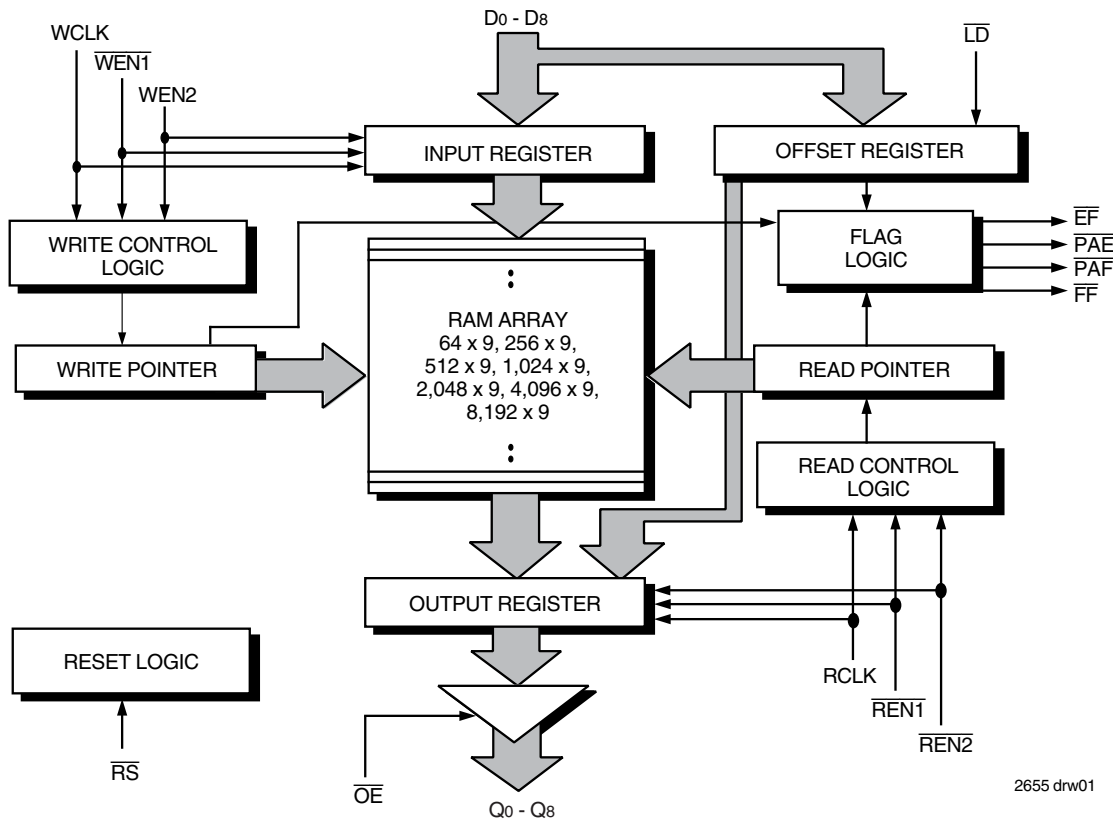 D0 - D8
WCLK
WEN1
WEN2
LD
INPUT REGISTER
OFFSET REGISTER
WRITE CONTROL
LOGIC
FLAG
LOGIC
EF
PAE
PAF
FF
RAM ARRAY
64 x 9, 256 x 9,
512 x 9, 1,024 x 9,
2,048 x 9, 4,096 x 9,
8,192 x 9
WRITE POINTER
READ POINTER
READ CONTROL
LOGIC
OUTPUT REGISTER
RESET LOGIC
RCLK
REN1
REN2
RS
OE
Q0 - Q8
2655 drw01